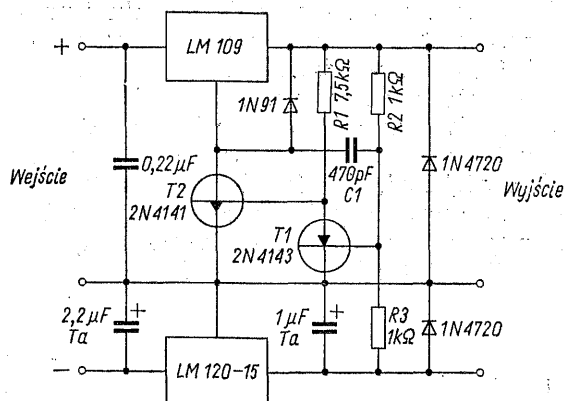 +
LM 109
1N91
R1 7,5kΩ
R2 1kΩ
Wejście
0,22μF
470pF
C1
1N4720
Wyjście
T2
2N4141
T1
2N4143
2,2μF
Ta
+
1μF
Ta
+
R3
1kΩ
1N4720
−
LM 120-15